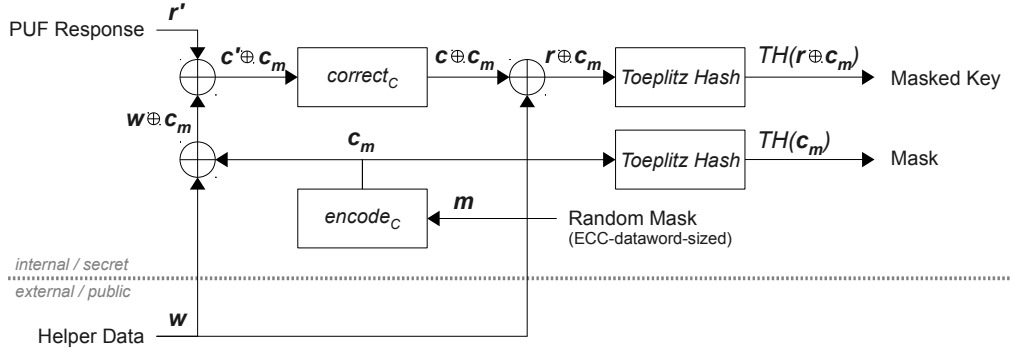 r'
PUF Response
c'⊕c_m
correct_C
c⊕c_m
r⊕c_m
Toeplitz Hash
TH(r⊕c_m)
Masked Key
w⊕c_m
c_m
Toeplitz Hash
TH(c_m)
Mask
encode_C
m
Random Mask
(ECC-dataword-sized)
internal / secret
external / public
w
Helper Data